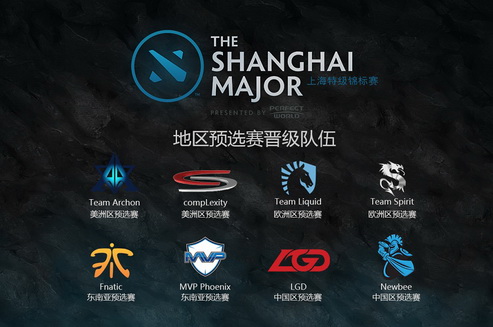 THE
SHANGHAI
MAJOR 上海特级锦标赛
PRESENTED BY PERFECT WORLD
地区预选赛晋级队伍
Team Archon compLexity Team Liquid Team Spirit
美洲区预选赛 美洲区预选赛 欧洲区预选赛 欧洲区预选赛
MVP LGD
Fnatic MVP Phoenix LGD Newbee
东南亚预选赛 东南亚预选赛 中国区预选赛 中国区预选赛